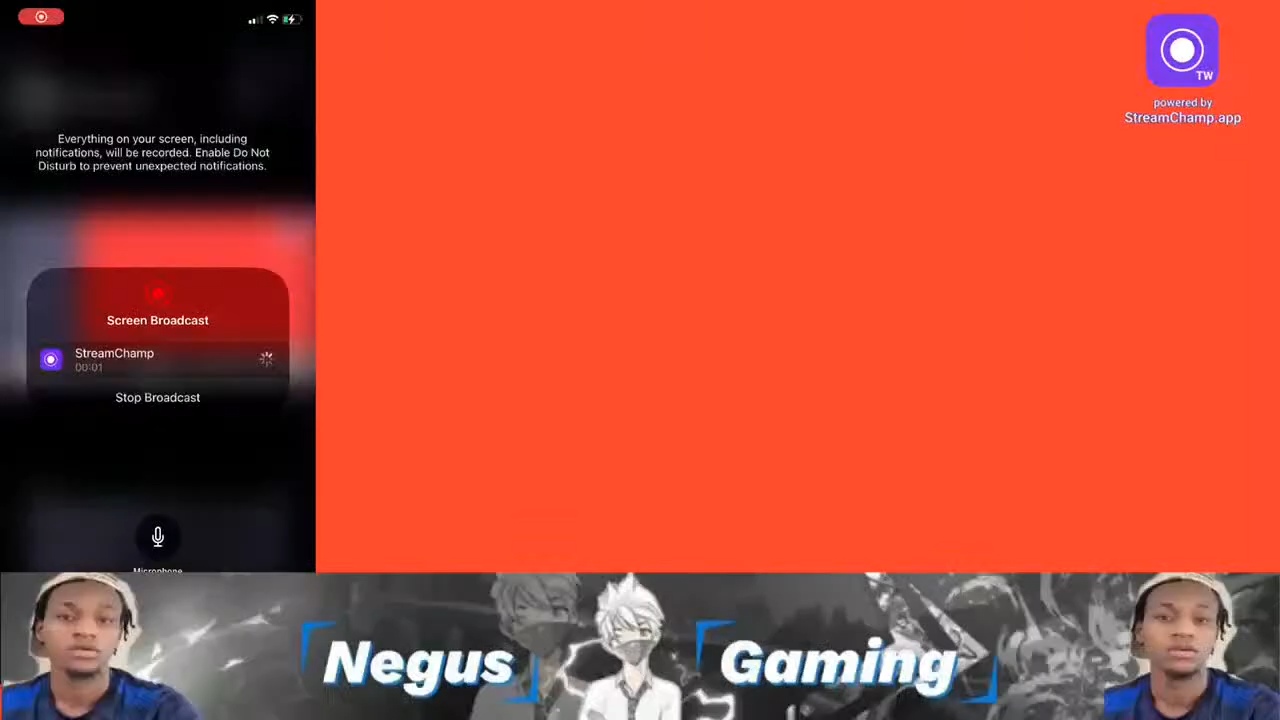 Everything on your screen, including
notifications, will be recorded. Enable Do Not
Disturb to prevent unexpected notifications.
Screen Broadcast
StreamChamp
00:01
Stop Broadcast
Microphone
TW
powered by
StreamChamp.app
Negus Gaming